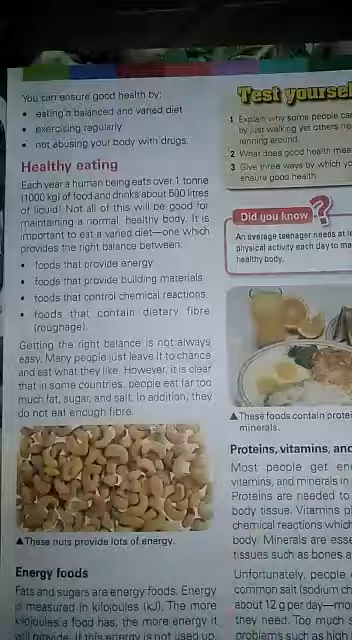 You can ensure good health by:
• eating a balanced and varied diet
• exercising regularly
• not abusing your body with drugs.
Healthy eating
Each year a human being eats over 1 tonne
(1000 kg) of food and drinks about 500 litres
of liquid. Not all of this will be good for
maintaining a normal, healthy body. It is
important to eat a varied diet—one which
provides the right balance between:
• foods that provide energy
• foods that provide building materials
• foods that control chemical reactions
• foods that contain dietary fibre
(roughage).
Getting the right balance is not always
easy. Many people just leave it to chance
and eat what they like. However, it is clear
that in some countries, people eat far too
much fat, sugar, and salt. In addition, they
do not eat enough fibre.
▲These nuts provide lots of energy.
Energy foods
Fats and sugars are energy foods. Energy
is measured in kilojoules (kJ). The more
kilojoules a food has, the more energy it
will provide. If this energy is not used up,
Test yoursel
1 Explain why some people ca
by just walking yet others ne
running around.
2 What does good health mea
3 Give three ways by which yo
ensure good health.
Did you know ?
An average teenager needs at le
physical activity each day to ma
healthy body.
▲These foods contain protei
minerals.
Proteins, vitamins, and
Most people get en
vitamins, and minerals in
Proteins are needed to
body tissue. Vitamins pl
chemical reactions which
body. Minerals are esse
tissues such as bones a
Unfortunately, people
common salt (sodium ch
about 12 g per day—mo
they need. Too much s
problems such as high